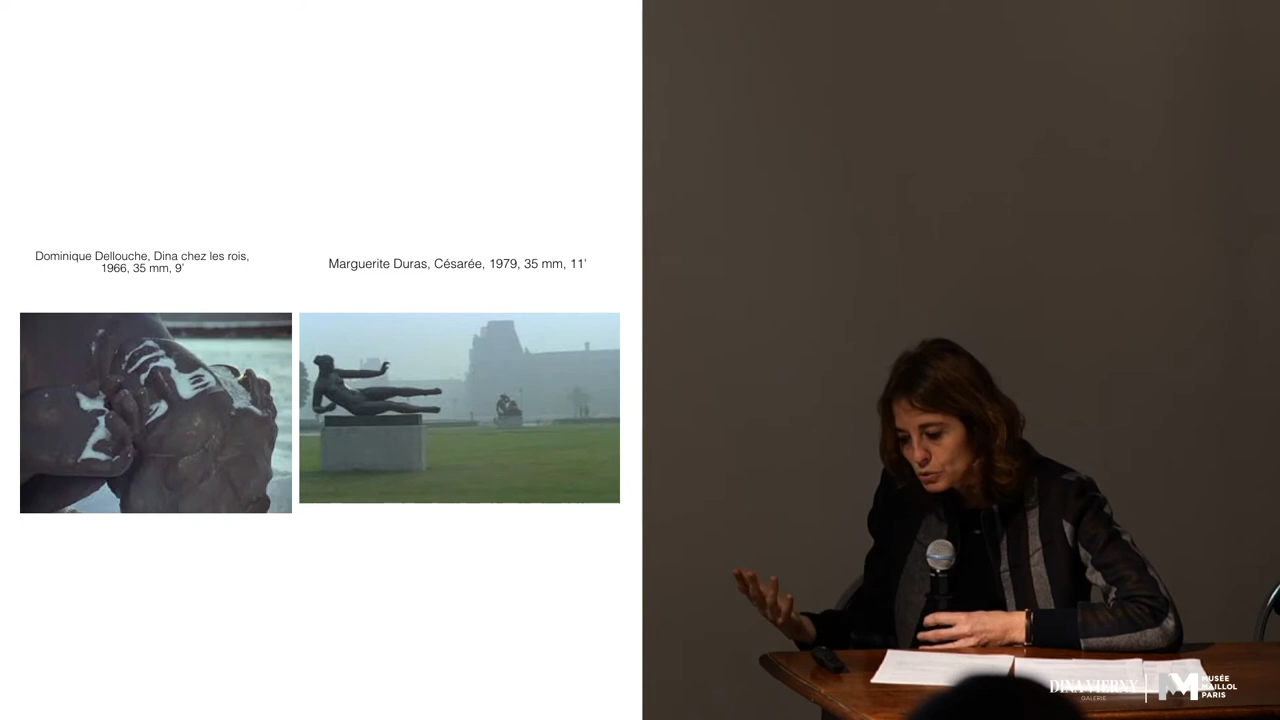 Dominique Dellouche, Dina chez les rois,
1966, 35 mm, 9'
Marguerite Duras, Césarée, 1979, 35 mm, 11'
DINA VIERNY
GALERIE
MUSÉE
MAILLOL
PARIS